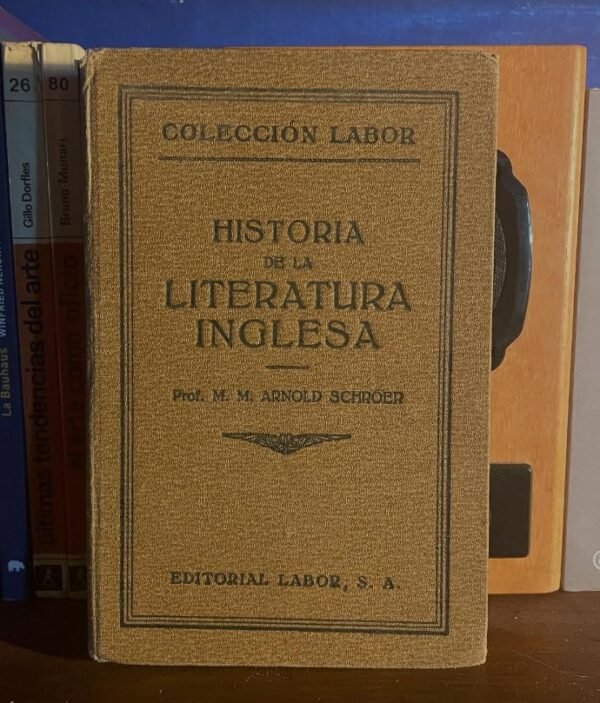 COLECCIÓN LABOR
HISTORIA
DE LA
LITERATURA
INGLESA
Prof. M. M. ARNOLD SCHRÖER
EDITORIAL LABOR, S. A.
La Bauhaus
26
Gillo Dorfles
últimas tendencias del arte
80
Bruno Munari
el arte como oficio